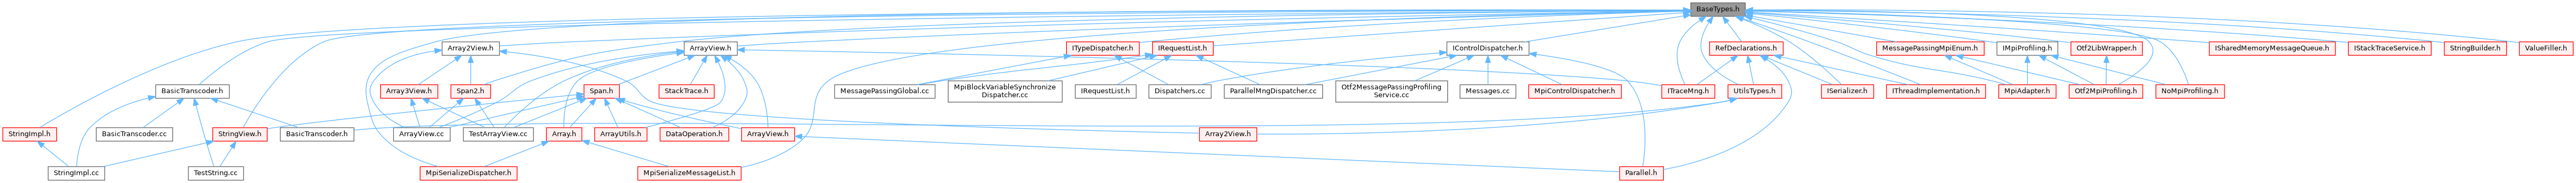 BaseTypes.h
Array2View.h
ArrayView.h
ITypeDispatcher.h
IRequestList.h
IControlDispatcher.h
RefDeclarations.h
MessagePassingMpiEnum.h
IMpiProfiling.h
Otf2LibWrapper.h
ISharedMemoryMessageQueue.h
IStackTraceService.h
StringBuilder.h
ValueFiller.h
BasicTranscoder.h
Array3View.h
Span2.h
Span.h
StackTrace.h
MessagePassingGlobal.cc
MpiBlockVariableSynchronize
Dispatcher.cc
IRequestList.h
Dispatchers.cc
ParallelMngDispatcher.cc
Otf2MessagePassingProfiling
Service.cc
Messages.cc
MpiControlDispatcher.h
ITraceMng.h
UtilsTypes.h
ISerializer.h
IThreadImplementation.h
MpiAdapter.h
Otf2MpiProfiling.h
NoMpiProfiling.h
StringImpl.h
BasicTranscoder.cc
StringView.h
BasicTranscoder.h
ArrayView.cc
TestArrayView.cc
Array.h
ArrayUtils.h
DataOperation.h
ArrayView.h
Array2View.h
StringImpl.cc
TestString.cc
MpiSerializeDispatcher.h
MpiSerializeMessageList.h
Parallel.h